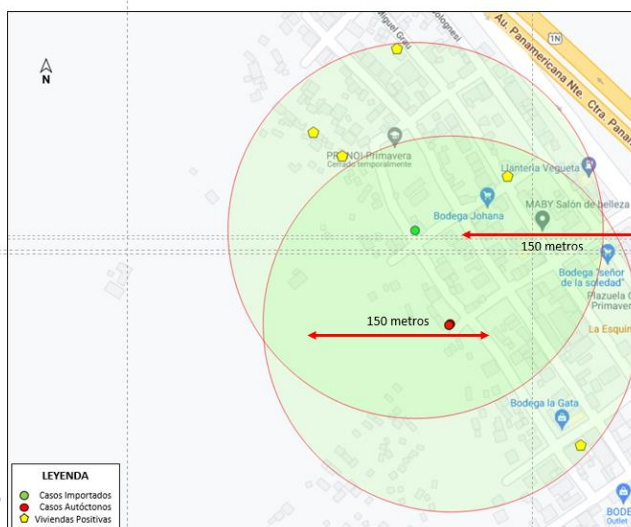 Miguel Grau
Bolognesi
1N
Au. Panamericana Nte.
Ctra. Pana
N
PRONOI Primavera
Cerrado temporalmente
Llantería Vegueta
Bodega Johana
MABY Salón de belleza
150 metros
Bodega "señor
de la soledad"
Plazuela
Primaver
150 metros
La Esquin
Bodega la Gata
LEYENDA
Casos Importados
Casos Autóctonos
Viviendas Positivas
BODE
Outlet